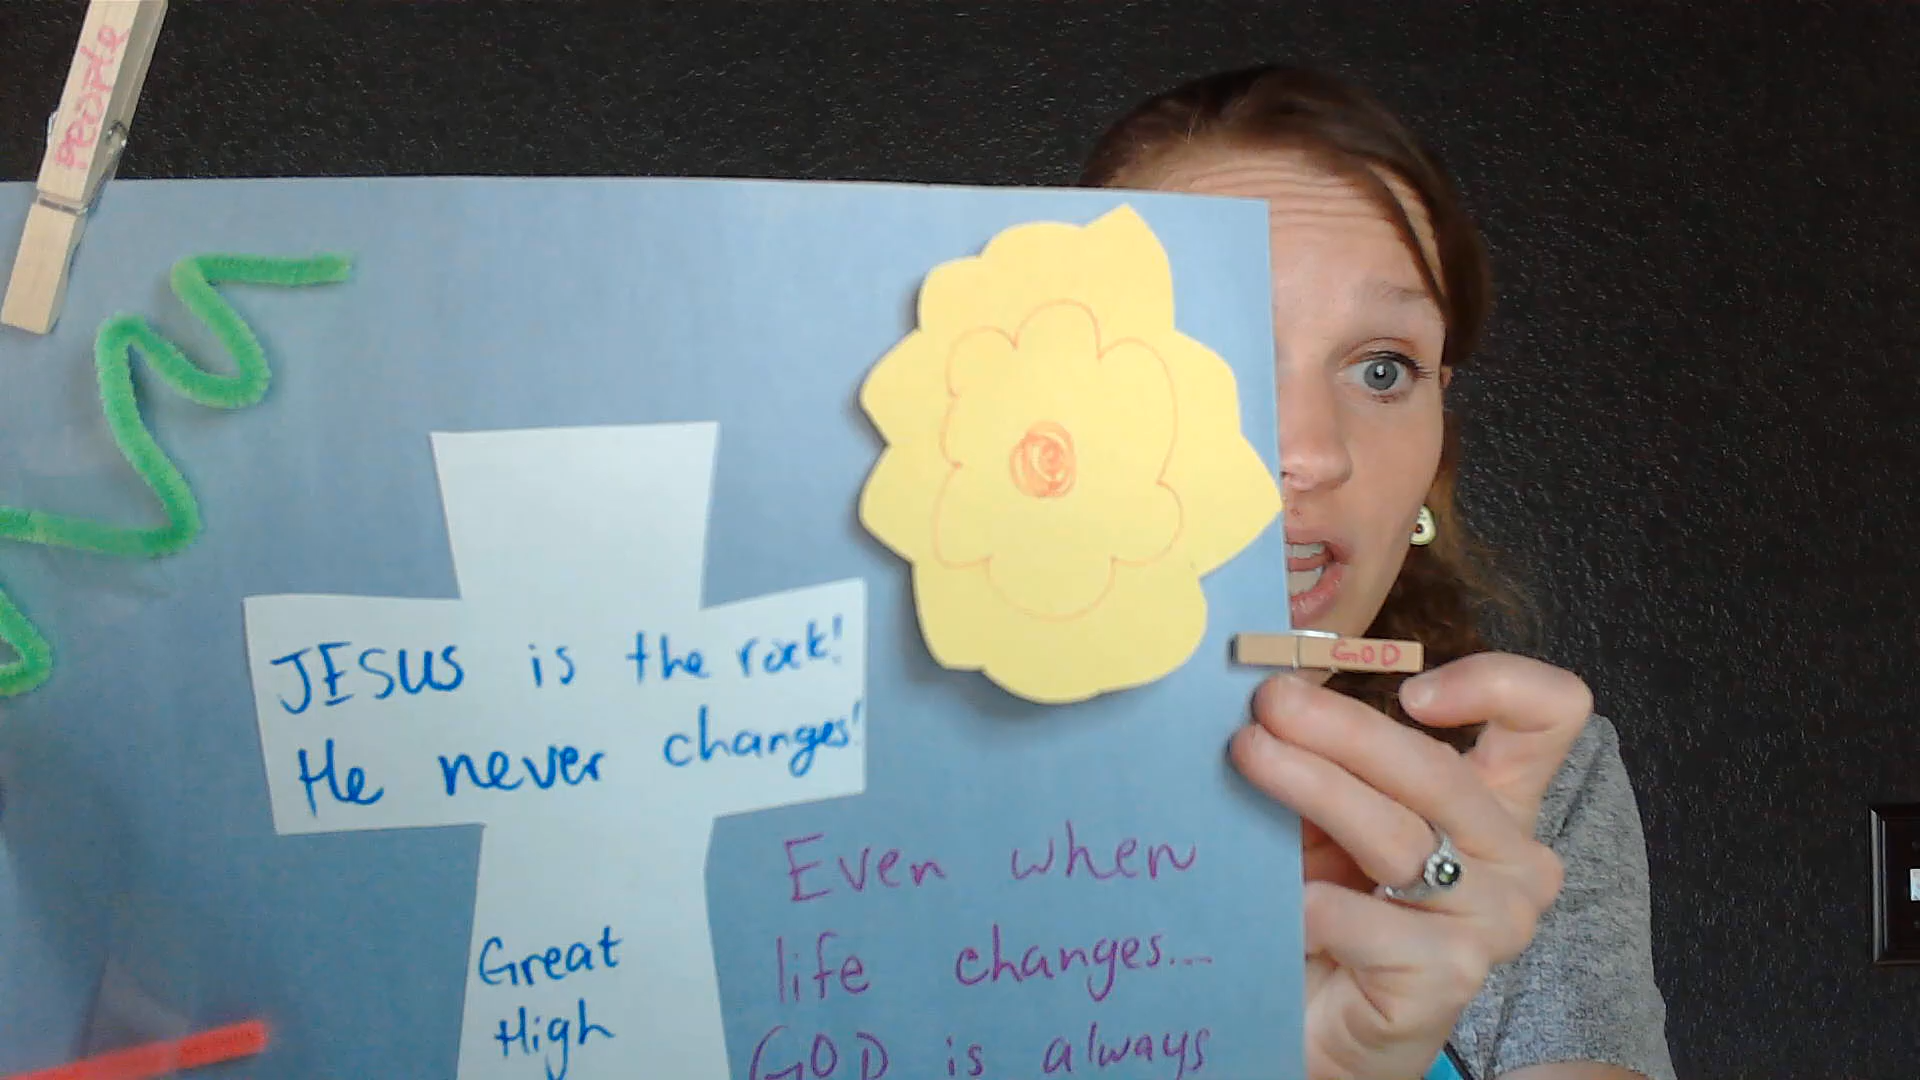 people
JESUS is the rock!
He never changes!
GOD
Even when
life changes...
GOD is always
Great
High